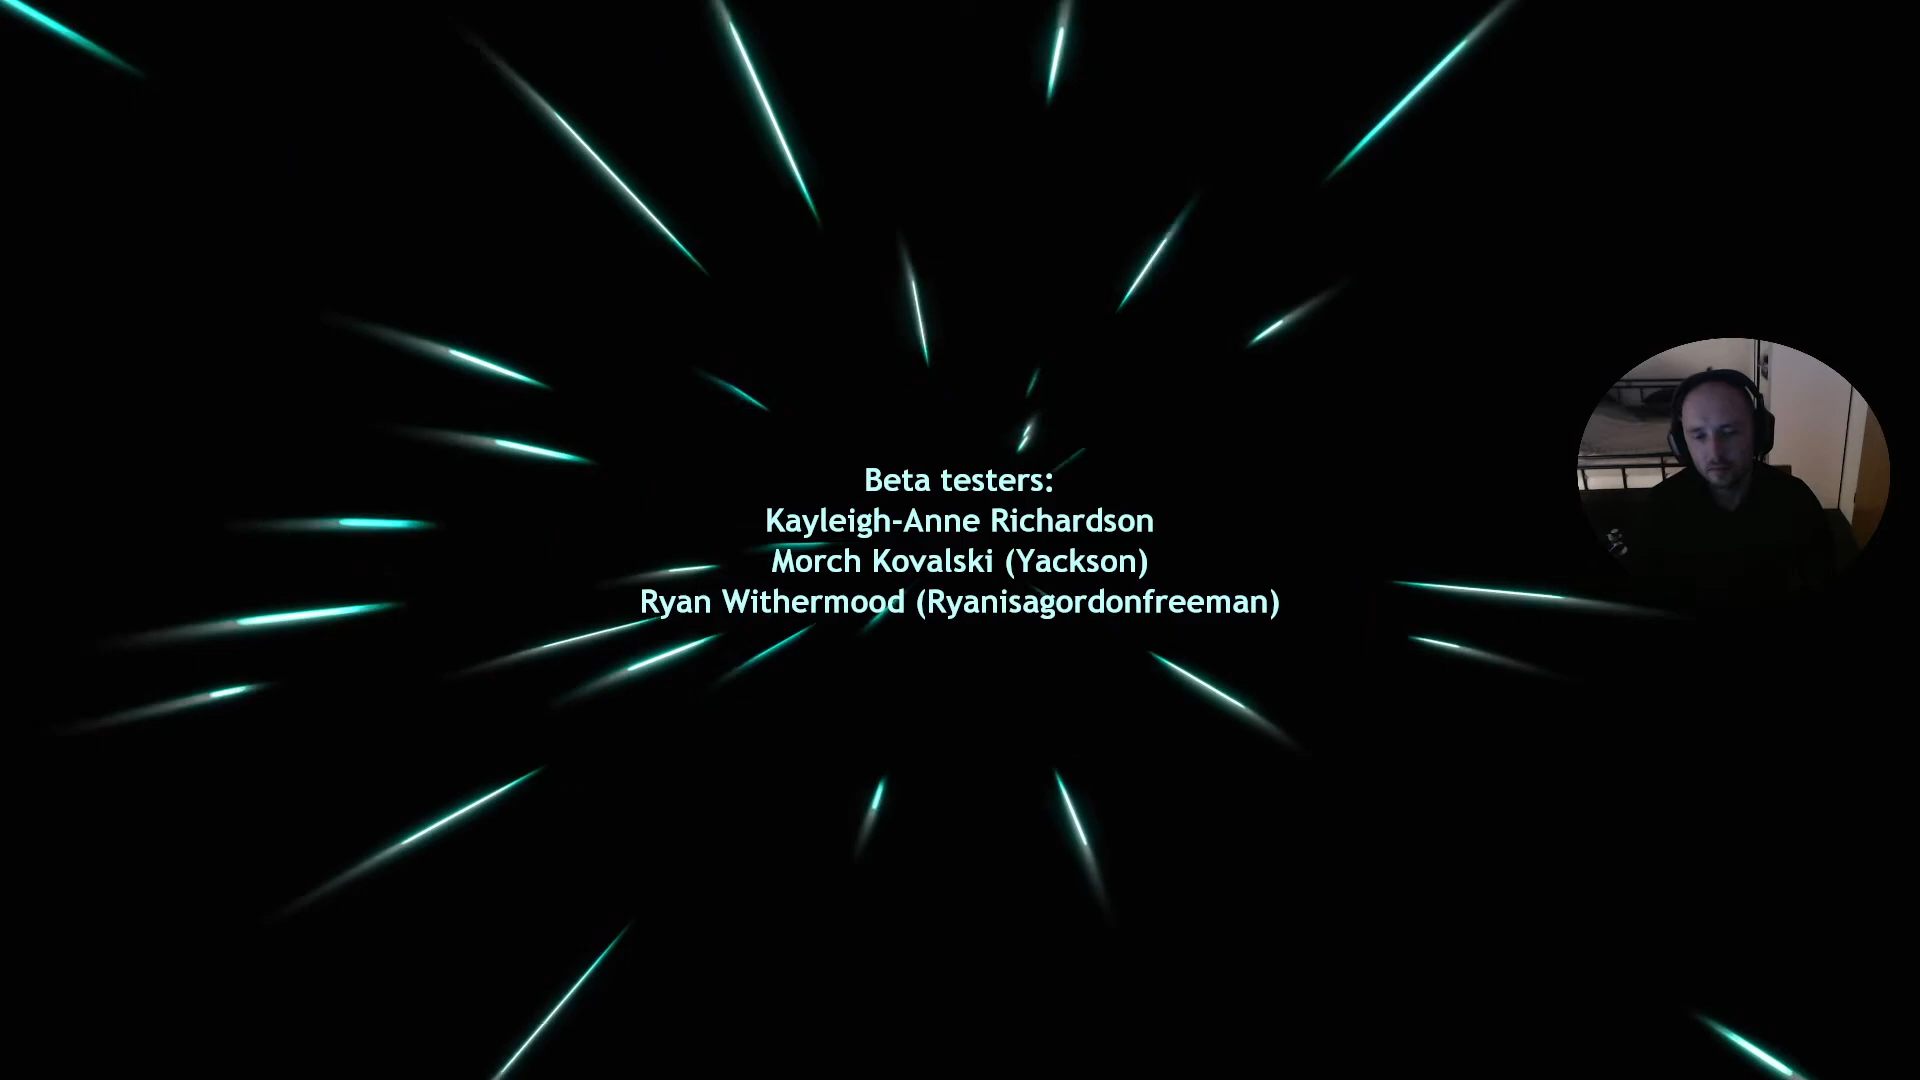 Beta testers:
Kayleigh-Anne Richardson
Morch Kovalski (Yackson)
Ryan Withermood (Ryanisagordonfreeman)